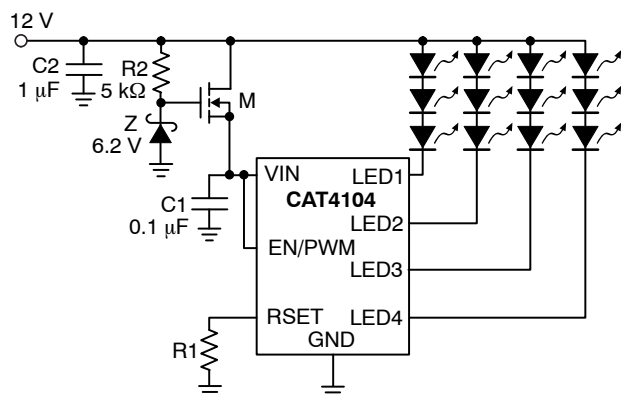 12 V
C2
1 μF
R2
5 kΩ
M
Z
6.2 V
VIN
LED1
CAT4104
C1
0.1 μF
LED2
EN/PWM
LED3
RSET
LED4
GND
R1